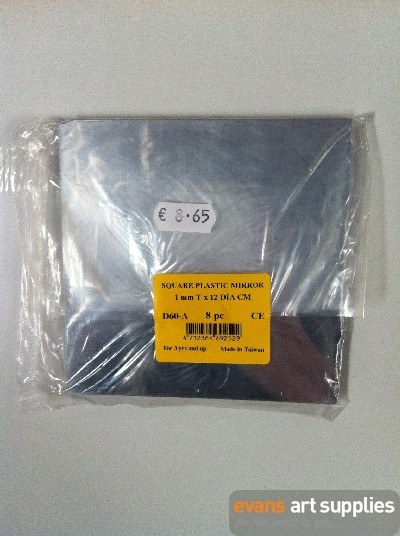 € 8.65
SQUARE PLASTIC MIRROR
1 mm T x 12 DIA CM
D60-A 8 pc CE
For 3 yrs and up Made in Taiwan
evans art supplies